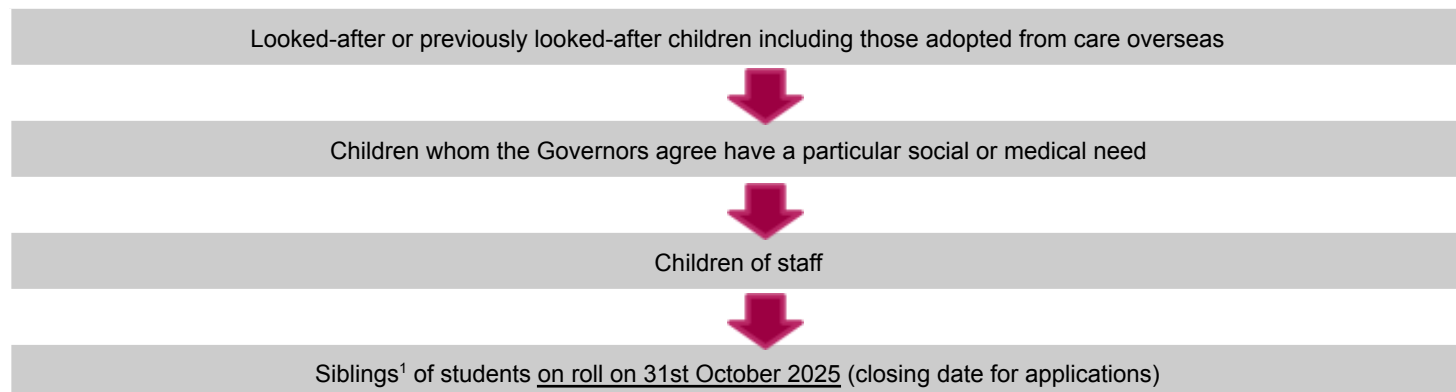 Looked-after or previously looked-after children including those adopted from care overseas
Children whom the Governors agree have a particular social or medical need
Children of staff
Siblings¹ of students on roll on 31st October 2025 (closing date for applications)